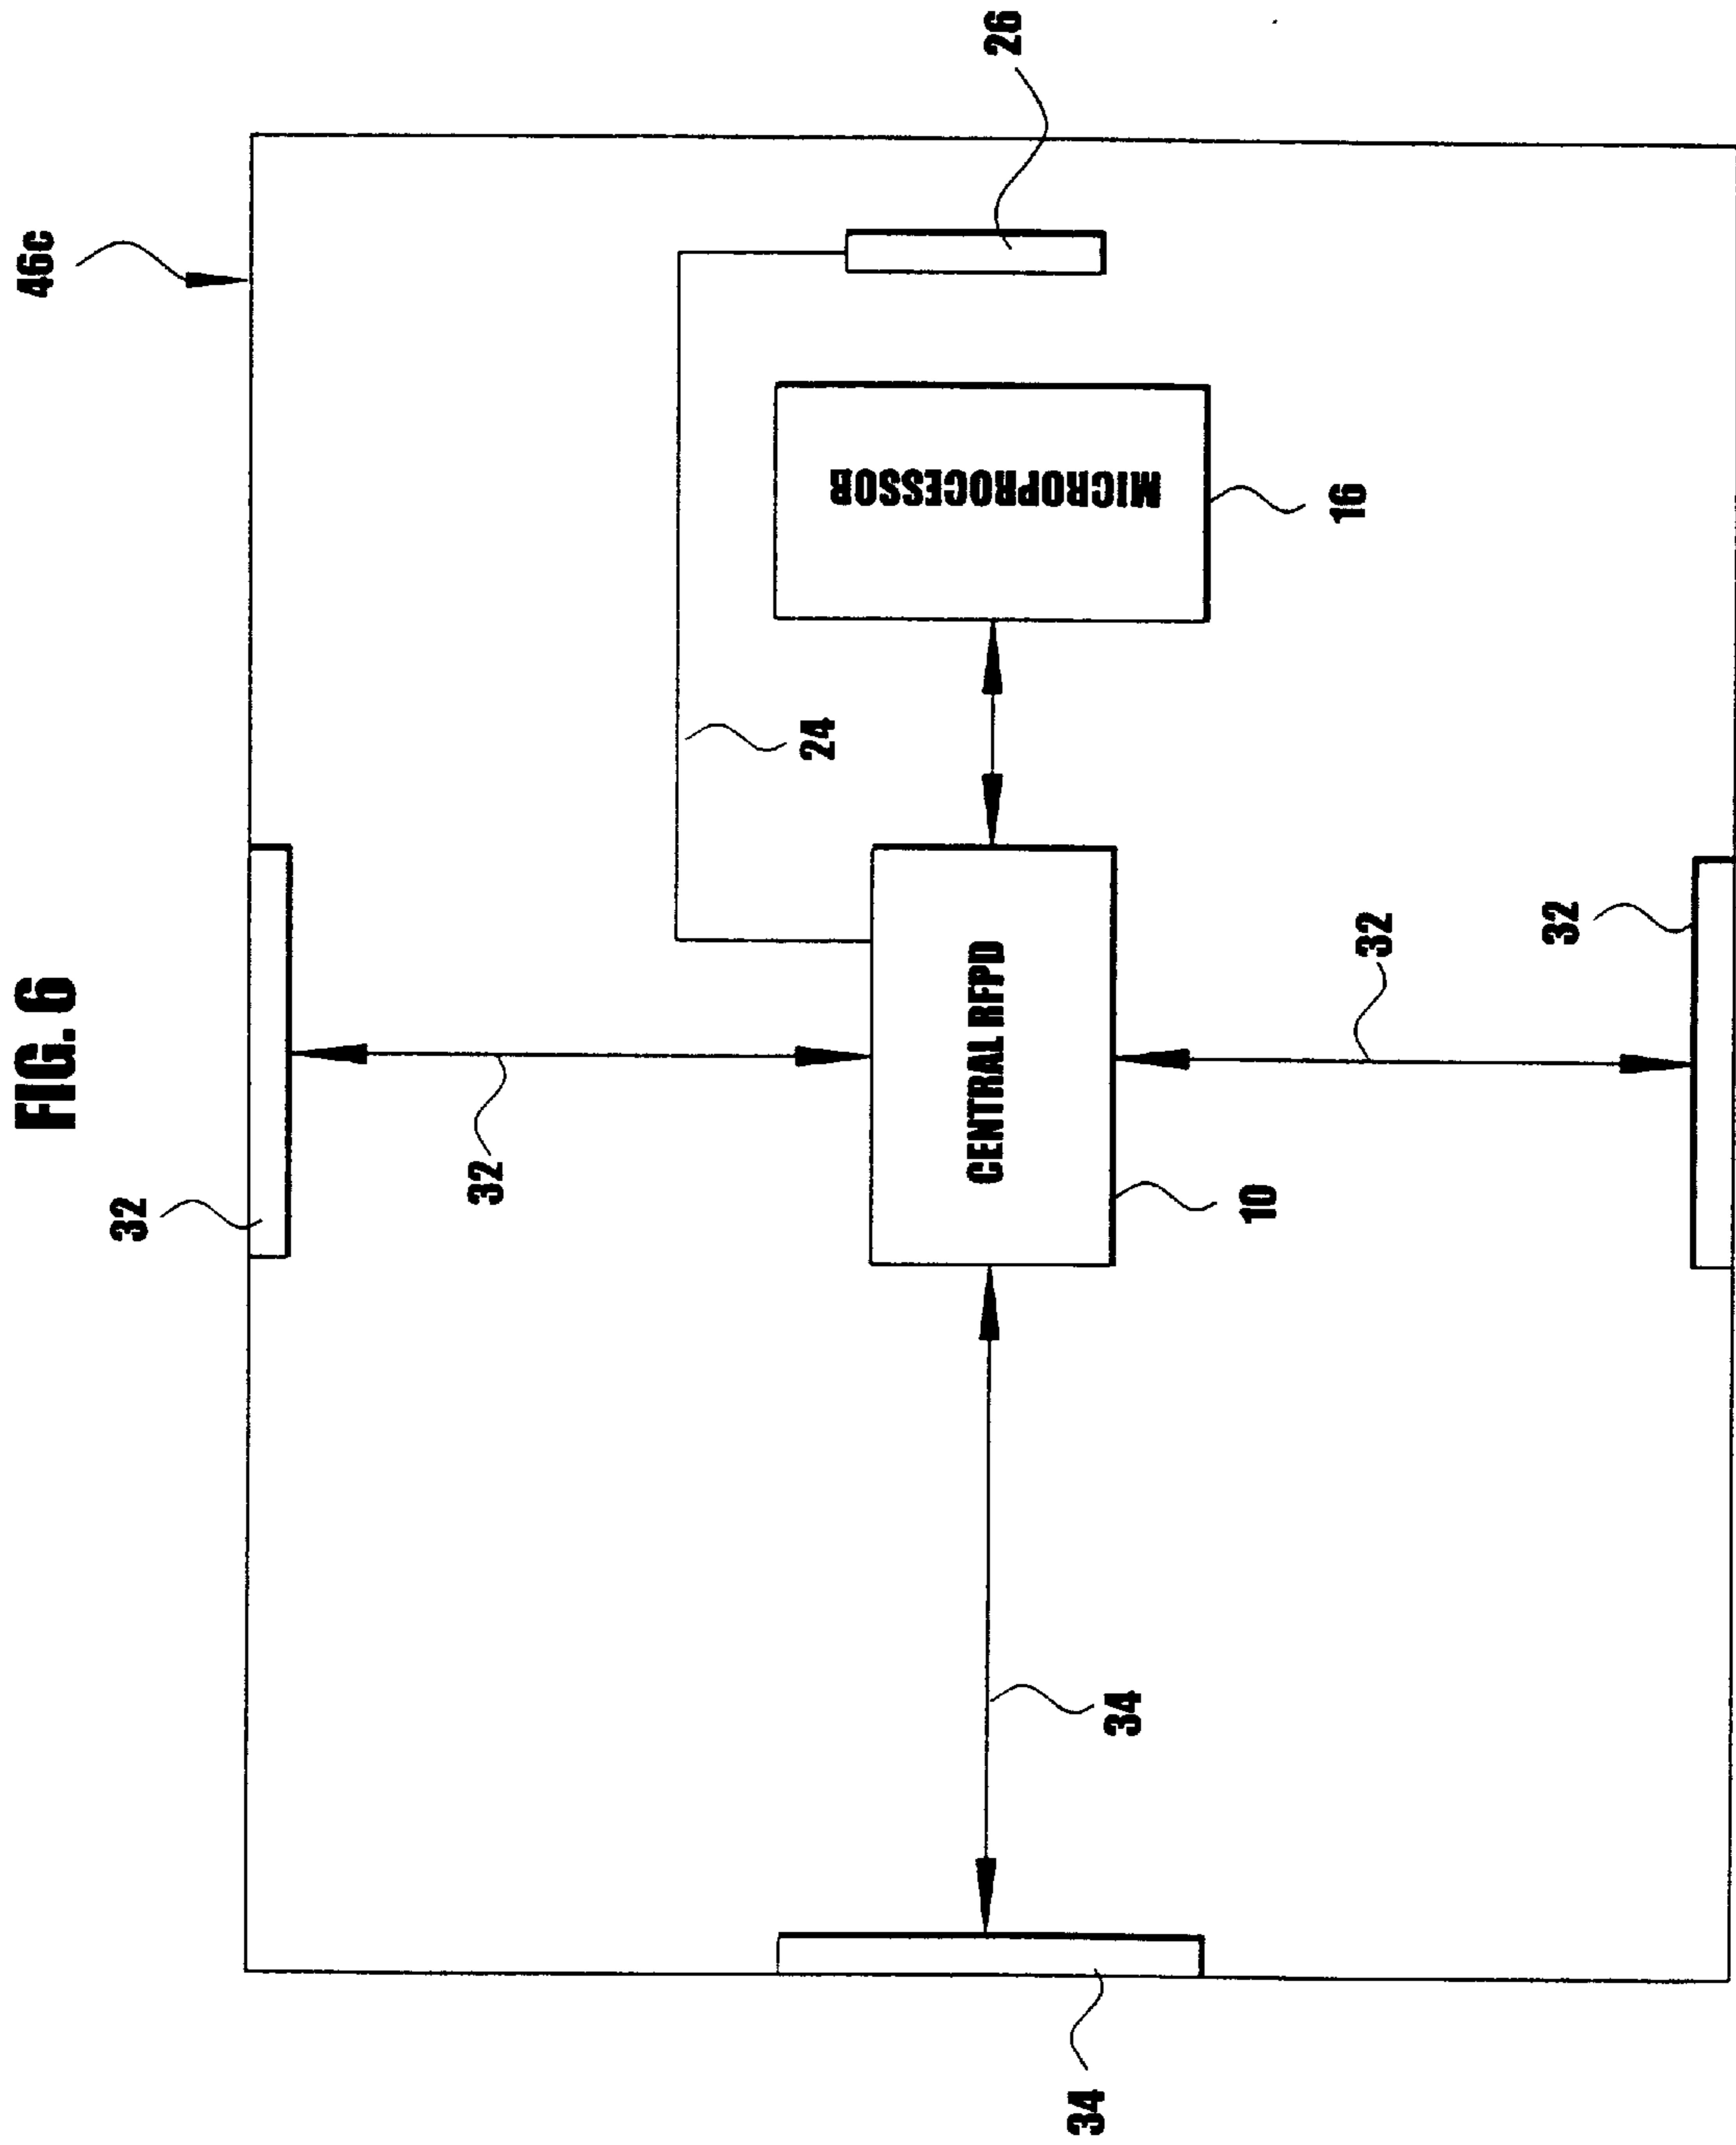 FIG. 6
46c
32
32
24
34
34
CENTRAL RFPD
MICROPROCESSOR
26
10
16
32
32